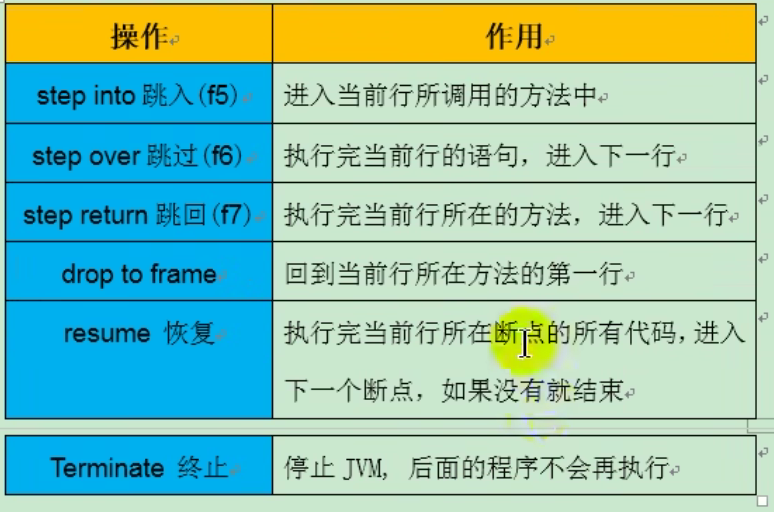 操作 作用
step into 跳入(f5) 进入当前行所调用的方法中
step over 跳过(f6) 执行完当前行的语句，进入下一行
step return 跳回(f7) 执行完当前行所在的方法，进入下一行
drop to frame 回到当前行所在方法的第一行
resume 恢复 执行完当前行所在断点的所有代码，进入
下一个断点，如果没有就结束
Terminate 终止 停止 JVM, 后面的程序不会再执行